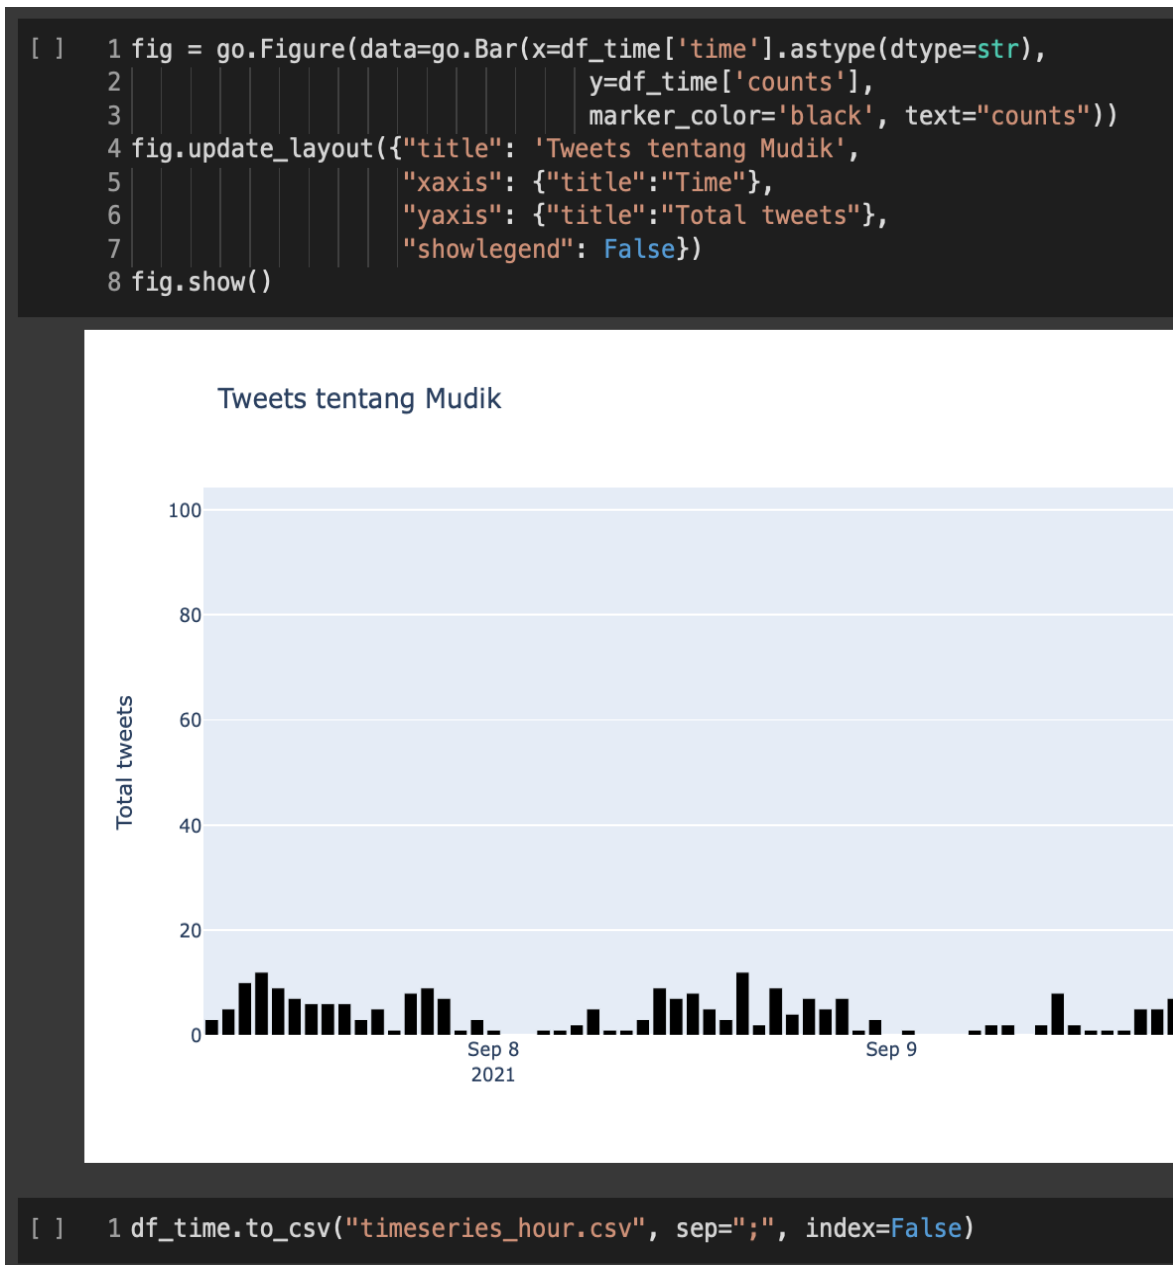 [ ] 1 fig = go.Figure(data=go.Bar(x=df_time['time'].astype(dtype=str),
2 y=df_time['counts'],
3 marker_color='black', text="counts"))
4 fig.update_layout({"title": 'Tweets tentang Mudik',
5 "xaxis": {"title":"Time"},
6 "yaxis": {"title":"Total tweets"},
7 "showlegend": False})
8 fig.show()
Tweets tentang Mudik
100
80
60
40
20
0
Total tweets
Sep 8
2021
Sep 9
[ ] 1 df_time.to_csv("timeseries_hour.csv", sep=";", index=False)